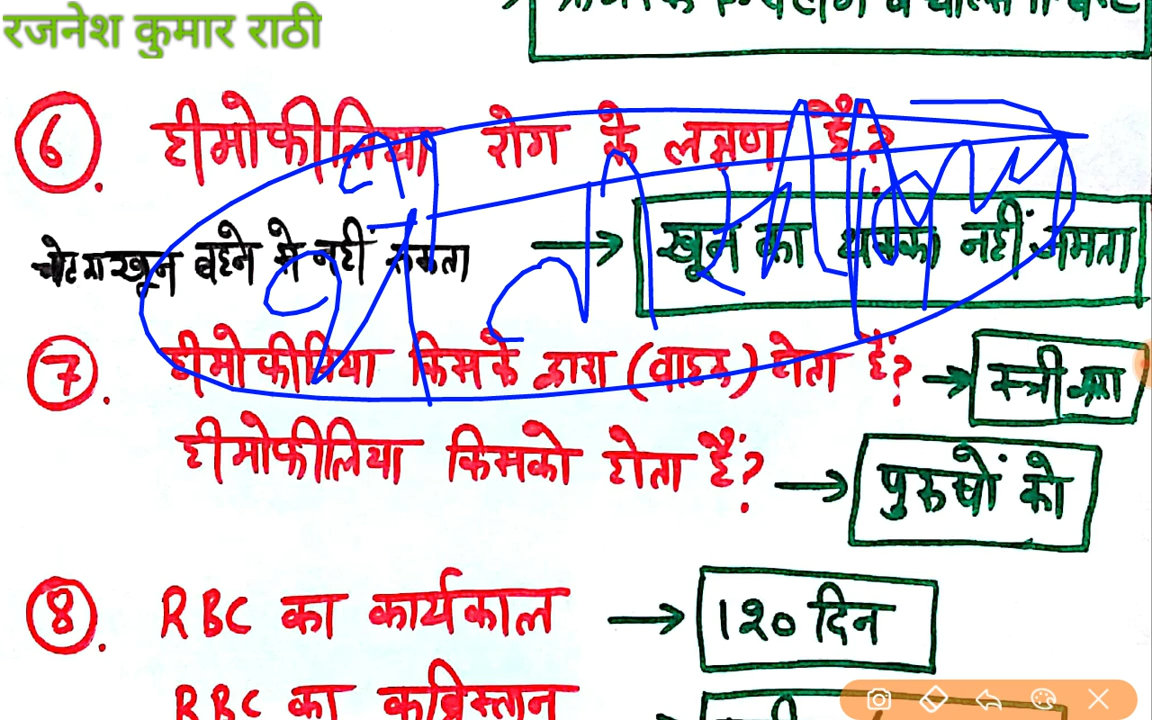 रजनेश कुमार राठी
6. हीमोफीलिया रोग के लक्षण हैं?
खून बहने से नहीं रुकता → खून का थक्का नहीं जमता
7. हीमोफीलिया किसके द्वारा (वाहक) होता हैं? → स्त्री
हीमोफीलिया किसको होता हैं? → पुरुषों को
8. RBC का कार्यकाल → 120 दिन
RBC का कब्रिस्तान